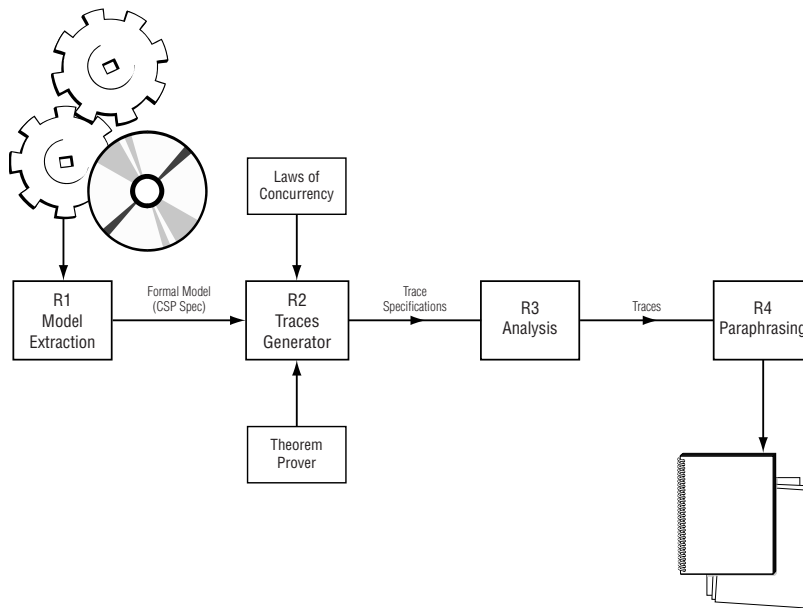 Laws of
Concurrency
R1
Model
Extraction
Formal Model
(CSP Spec)
R2
Traces
Generator
Trace
Specifications
R3
Analysis
Traces
R4
Paraphrasing
Theorem
Prover